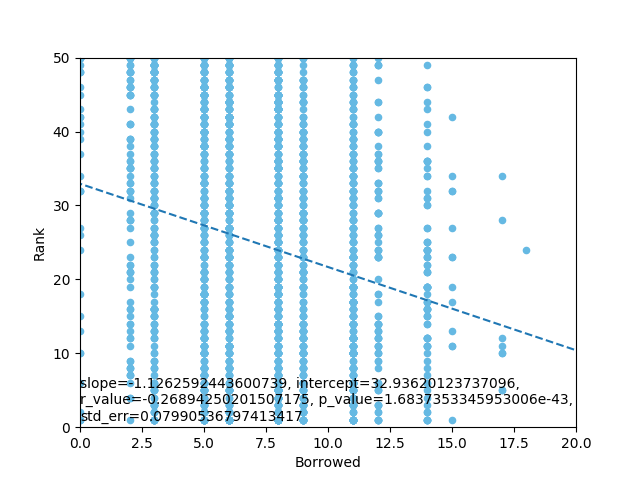 50
40
30
20
10
0
Rank
slope=-1.1262592443600739, intercept=32.93620123737096,
r_value=-0.26894250201507175, p_value=1.6837353345953006e-43,
std_err=0.07990536797413417
0.0 2.5 5.0 7.5 10.0 12.5 15.0 17.5 20.0
Borrowed